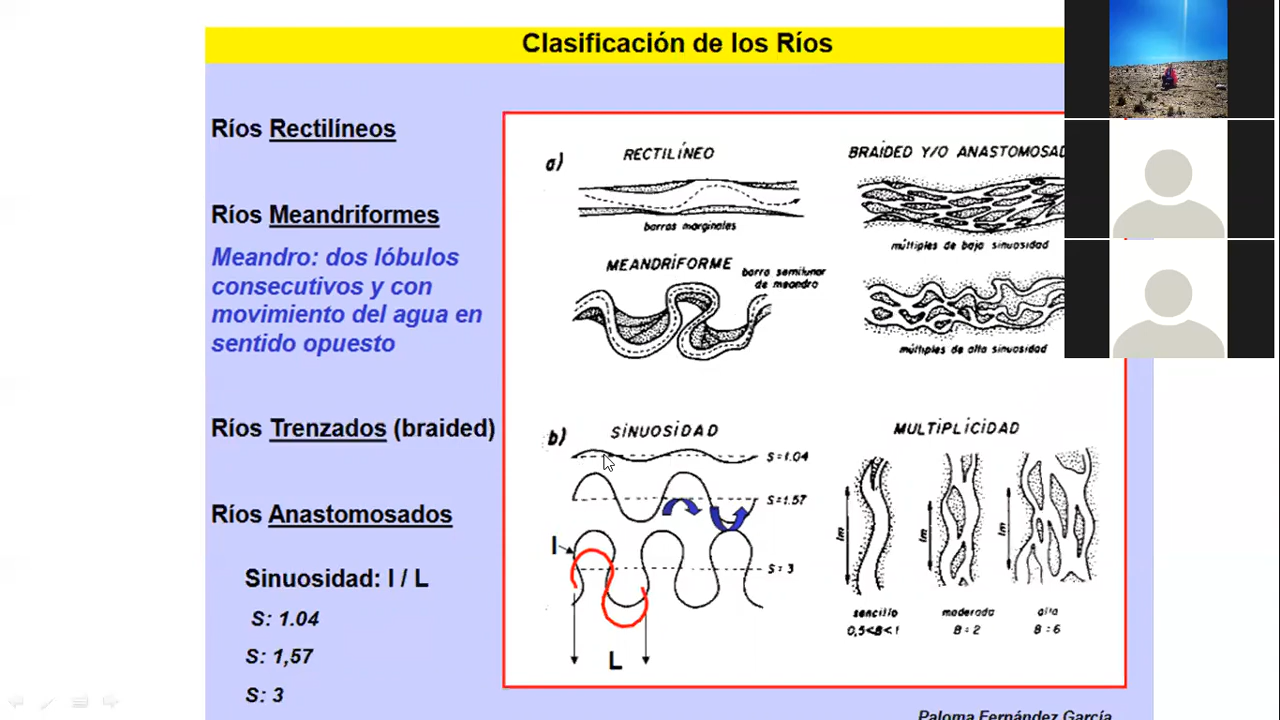 Clasificación de los Ríos
Ríos Rectilíneos
Ríos Meandriformes
Meandro: dos lóbulos
consecutivos y con
movimiento del agua en
sentido opuesto
Ríos Trenzados (braided)
Ríos Anastomosados
Sinuosidad: I / L
S: 1.04
S: 1,57
S: 3
a)
RECTILÍNEO
barras marginales
BRAIDED Y/O ANASTOMOSAD
múltiples de baja sinuosidad
MEANDRIFORME
barra semilunar
de meandro
múltiples de alta sinuosidad
b)
SINUOSIDAD
S=1.04
S=1.57
I
S=3
L
MULTIPLICIDAD
lm
lm
lm
sencillo
0,5<B<1
moderada
B=2
alta
B=6
Paloma Fernández García